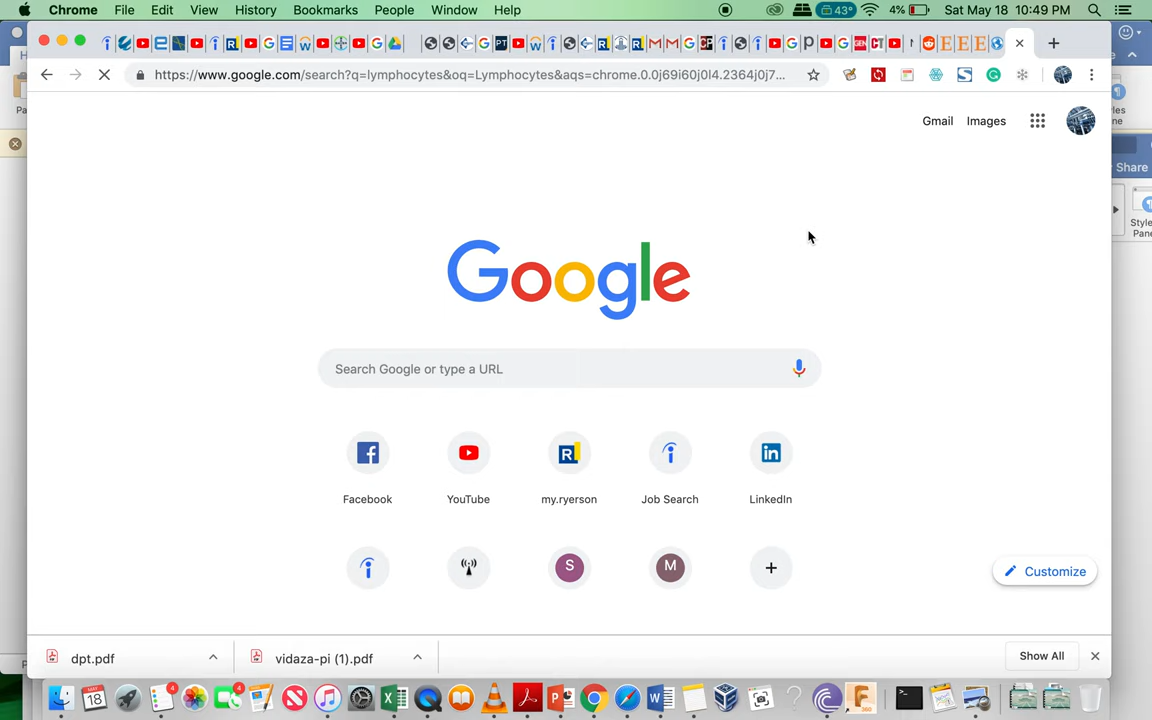 Chrome File Edit View History Bookmarks People Window Help 43° 4% Sat May 18 10:49 PM
https://www.google.com/search?q=lymphocytes&oq=Lymphocytes&aqs=chrome.0.0j69i60j0l4.2364j0j7...
Gmail Images
Google
Search Google or type a URL
Facebook YouTube my.ryerson Job Search LinkedIn
S M
Customize
dpt.pdf vidaza-pi (1).pdf Show All
Share